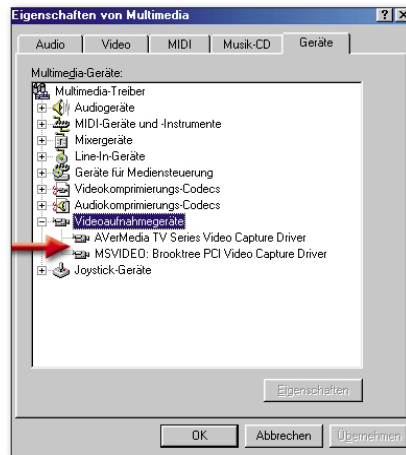 Eigenschaften von Multimedia
Audio Video MIDI Musik-CD Geräte
Multimedia-Geräte:
Multimedia-Treiber
Audiogeräte
MIDI-Geräte und -Instrumente
Mixergeräte
Line-In-Geräte
Geräte für Mediensteuerung
Videokomprimierungs-Codecs
Audiokomprimierungs-Codecs
Videoaufnahmegeräte
AVerMedia TV Series Video Capture Driver
MSVIDEO: Brooktree PCI Video Capture Driver
Joystick-Geräte
Eigenschaften
OK Abbrechen Übernehmen